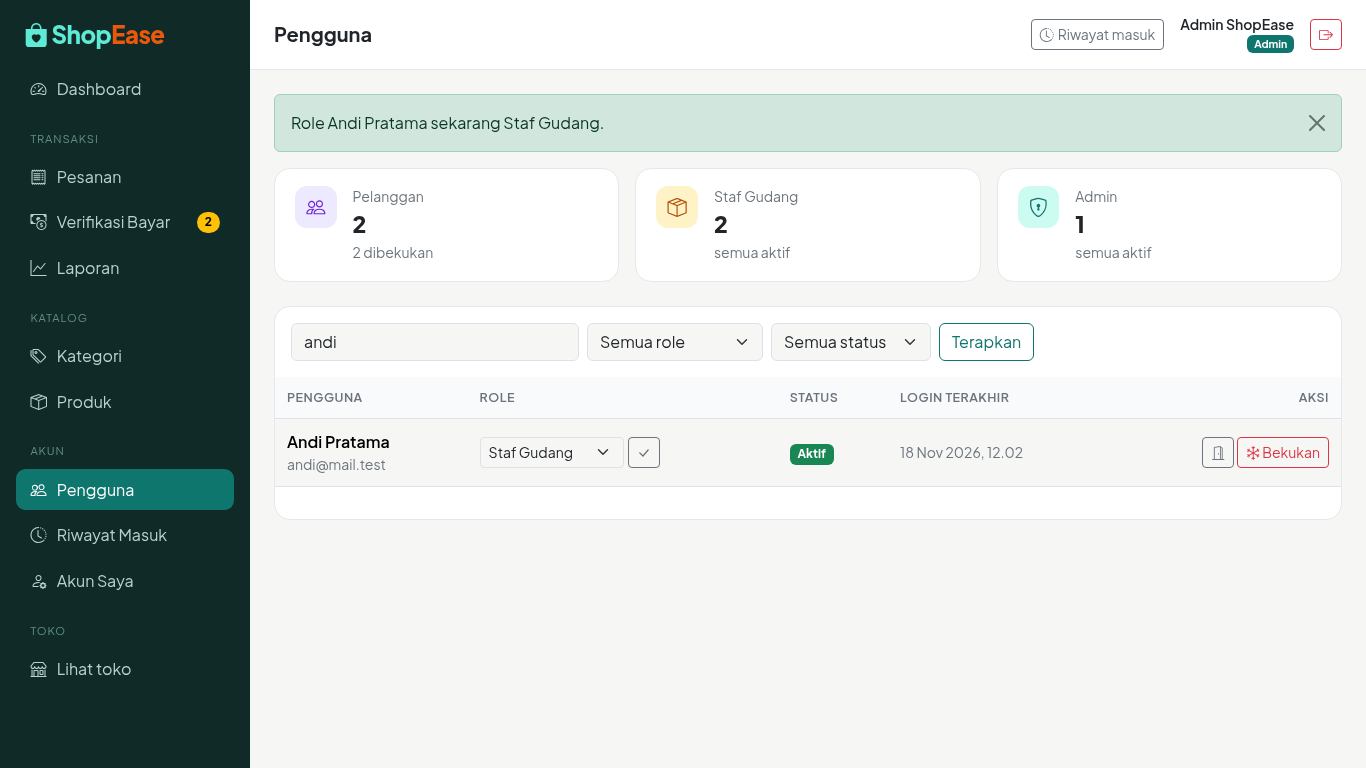 ShopEase
Dashboard
TRANSAKSI
Pesanan
Verifikasi Bayar 2
Laporan
KATALOG
Kategori
Produk
AKUN
Pengguna
Riwayat Masuk
Akun Saya
TOKO
Lihat toko
Pengguna
Riwayat masuk
Admin ShopEase
Admin
Role Andi Pratama sekarang Staf Gudang.
Pelanggan
2
2 dibekukan
Staf Gudang
2
semua aktif
Admin
1
semua aktif
andi Semua role Semua status Terapkan
PENGGUNA ROLE STATUS LOGIN TERAKHIR AKSI
Andi Pratama
andi@mail.test
Staf Gudang Aktif 18 Nov 2026, 12.02 Bekukan